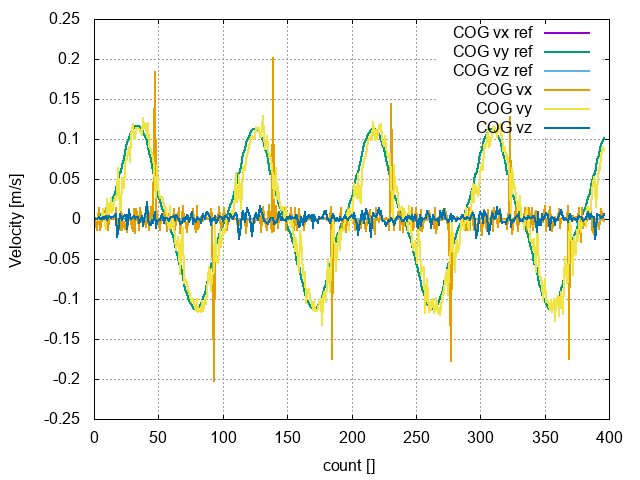 COG vx ref
COG vy ref
COG vz ref
COG vx
COG vy
COG vz
0.25
0.2
0.15
0.1
0.05
0
-0.05
-0.1
-0.15
-0.2
-0.25
Velocity [m/s]
0 50 100 150 200 250 300 350 400
count []